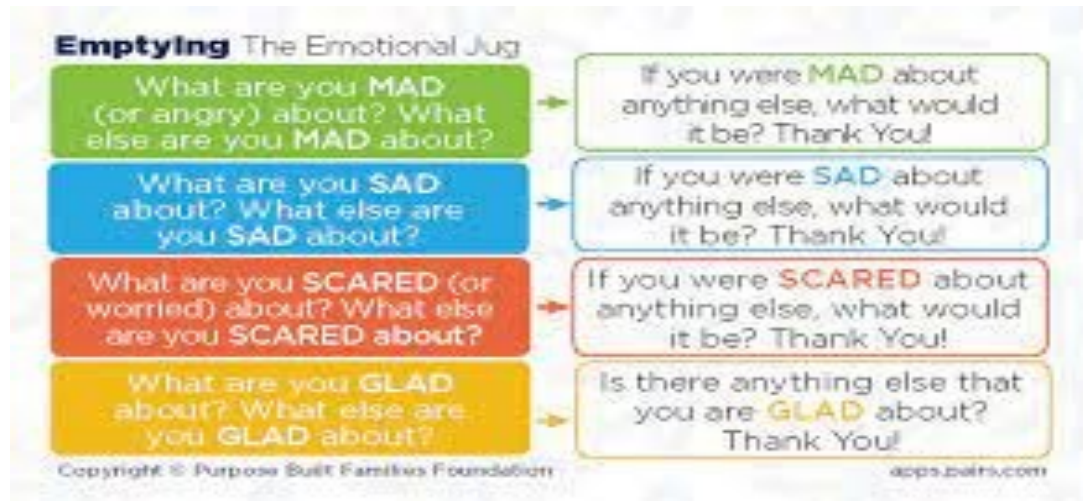 Emptying The Emotional Jug
What are you MAD
(or angry) about? What
else are you MAD about?
If you were MAD about
anything else, what would
it be? Thank You!
What are you SAD
about? What else are
you SAD about?
If you were SAD about
anything else, what would
it be? Thank You!
What are you SCARED (or
worried) about? What else
are you SCARED about?
If you were SCARED about
anything else, what would
it be? Thank You!
What are you GLAD
about? What else are
you GLAD about?
Is there anything else that
you are GLAD about?
Thank You!
Copyright © Purpose Built Families Foundation
apps.pairs.com